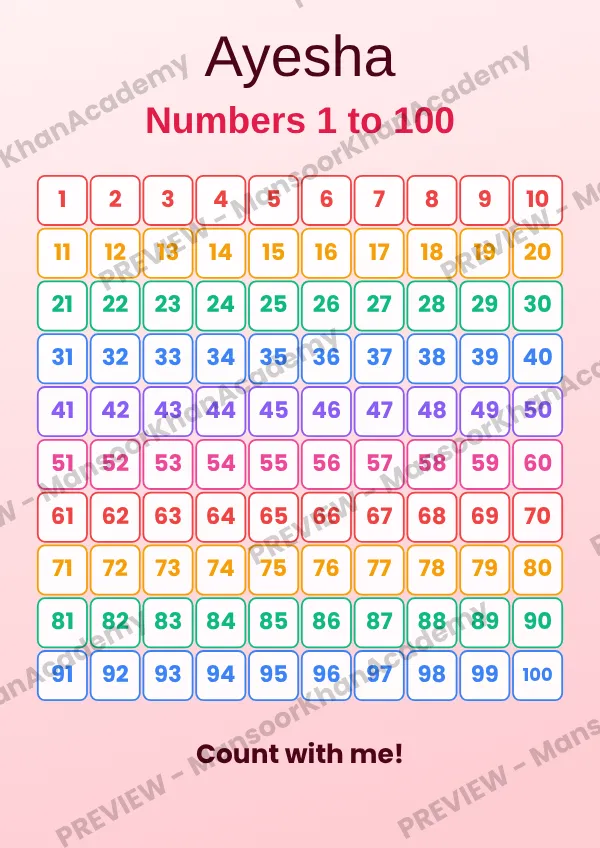 Ayesha
Numbers 1 to 100
1 2 3 4 5 6 7 8 9 10
11 12 13 14 15 16 17 18 19 20
21 22 23 24 25 26 27 28 29 30
31 32 33 34 35 36 37 38 39 40
41 42 43 44 45 46 47 48 49 50
51 52 53 54 55 56 57 58 59 60
61 62 63 64 65 66 67 68 69 70
71 72 73 74 75 76 77 78 79 80
81 82 83 84 85 86 87 88 89 90
91 92 93 94 95 96 97 98 99 100
Count with me!
PREVIEW – MansoorKhanAcademy